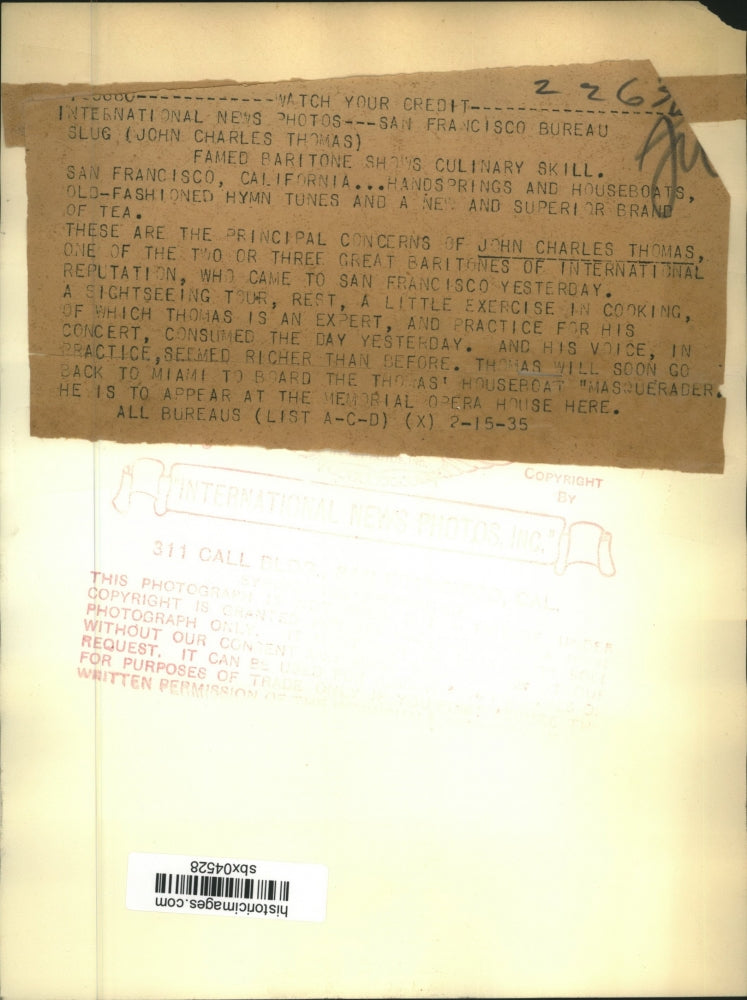 WATCH YOUR CREDIT
INTERNATIONAL NEWS PHOTOS---SAN FRANCISCO BUREAU
SLUG (JOHN CHARLES THOMAS)
FAMED BARITONE SHOWS CULINARY SKILL.
SAN FRANCISCO, CALIFORNIA...HANDSPRINGS AND HOUSEBOATS,
OLD-FASHIONED HYMN TUNES AND A NEW AND SUPERIOR BRAND
OF TEA.
THESE ARE THE PRINCIPAL CONCERNS OF JOHN CHARLES THOMAS,
ONE OF THE TWO OR THREE GREAT BARITONES OF INTERNATIONAL
REPUTATION, WHO CAME TO SAN FRANCISCO YESTERDAY.
A SIGHTSEEING TOUR, REST, A LITTLE EXERCISE IN COOKING,
OF WHICH THOMAS IS AN EXPERT, AND PRACTICE FOR HIS
CONCERT, CONSUMED THE DAY YESTERDAY. AND HIS VOICE, IN
PRACTICE, SEEMED RICHER THAN BEFORE. THOMAS WILL SOON GO
BACK TO MIAMI TO BOARD THE THOMAS' HOUSEBOAT "MASQUERADER.
HE IS TO APPEAR AT THE MEMORIAL OPERA HOUSE HERE.
ALL BUREAUS (LIST A-C-D) (X) 2-15-35
COPYRIGHT
BY
"INTERNATIONAL NEWS PHOTOS, INC."
311 CALL BLDG., CAL.
THIS PHOTOGRAPH
COPYRIGHT IS GRANTED
PHOTOGRAPH ONLY.
WITHOUT OUR CONSENT
REQUEST. IT CAN BE
FOR PURPOSES OF TRADE ONLY
WRITTEN PERMISSION OF
historicimages.com
sbx04528